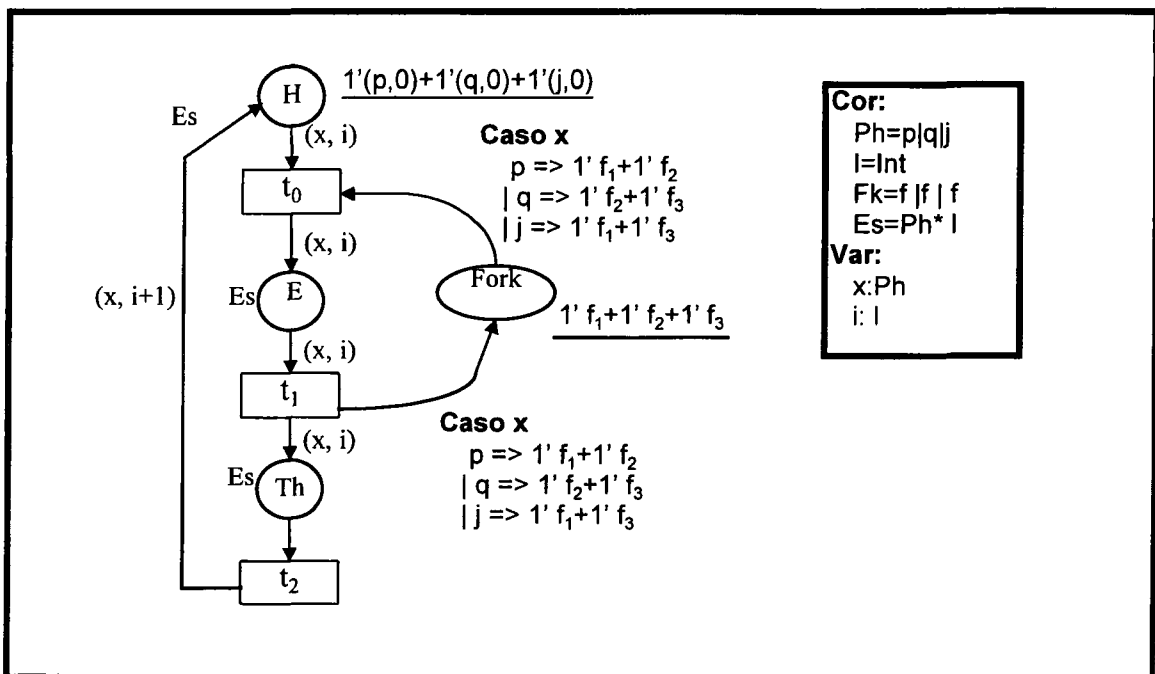 1'(p,0)+1'(q,0)+1'(j,0)
H
Es
(x, i)
t0
(x, i)
Es E
(x, i)
t1
(x, i)
Es Th
t2
(x, i+1)
Caso x
p => 1' f1+1' f2
| q => 1' f2+1' f3
| j => 1' f1+1' f3
Fork
1' f1+1' f2+1' f3
Caso x
p => 1' f1+1' f2
| q => 1' f2+1' f3
| j => 1' f1+1' f3
Cor:
Ph=p|q|j
I=Int
Fk=f |f | f
Es=Ph* I
Var:
x:Ph
i: I